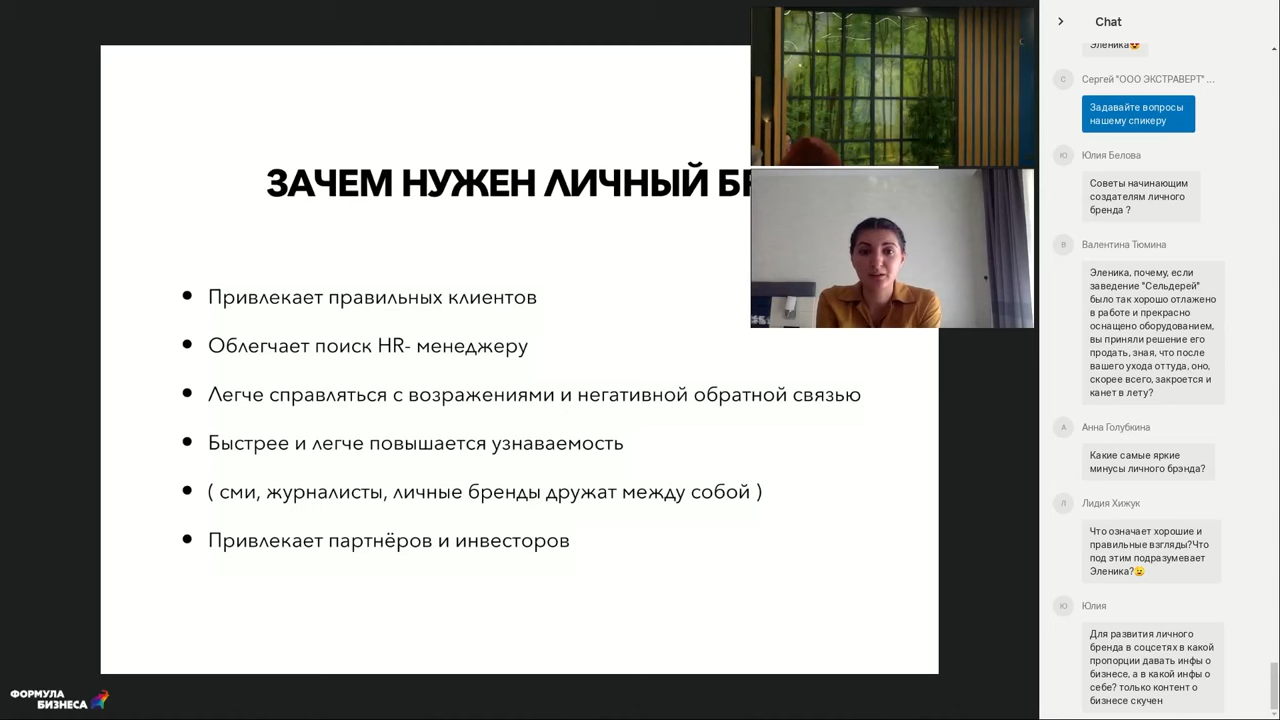 ЗАЧЕМ НУЖЕН ЛИЧНЫЙ
Привлекает правильных клиентов
Облегчает поиск HR- менеджеру
Легче справляться с возражениями и негативной обратной связью
Быстрее и легче повышается узнаваемость
( сми, журналисты, личные бренды дружат между собой )
Привлекает партнёров и инвесторов
ФОРМУЛА
БИЗНЕСА
Chat
Эленика
С
Сергей "ООО ЭКСТРАВЕРТ" ...
Задавайте вопросы
нашему спикеру
Ю
Юлия Белова
Советы начинающим
создателям личного
бренда ?
В
Валентина Тюмина
Эленика, почему, если
заведение "Сельдерей"
было так хорошо отлажено
в работе и прекрасно
оснащено оборудованием,
вы приняли решение его
продать, зная, что после
вашего ухода оттуда, оно,
скорее всего, закроется и
канет в лету?
А
Анна Голубкина
Какие самые яркие
минусы личного брэнда?
Л
Лидия Хижук
Что означает хорошие и
правильные взгляды?Что
под этим подразумевает
Эленика?😉
Ю
Юлия
Для развития личного
бренда в соцсетях в какой
пропорции давать инфы о
бизнесе, а в какой инфы о
себе? только контент о
бизнесе скучен